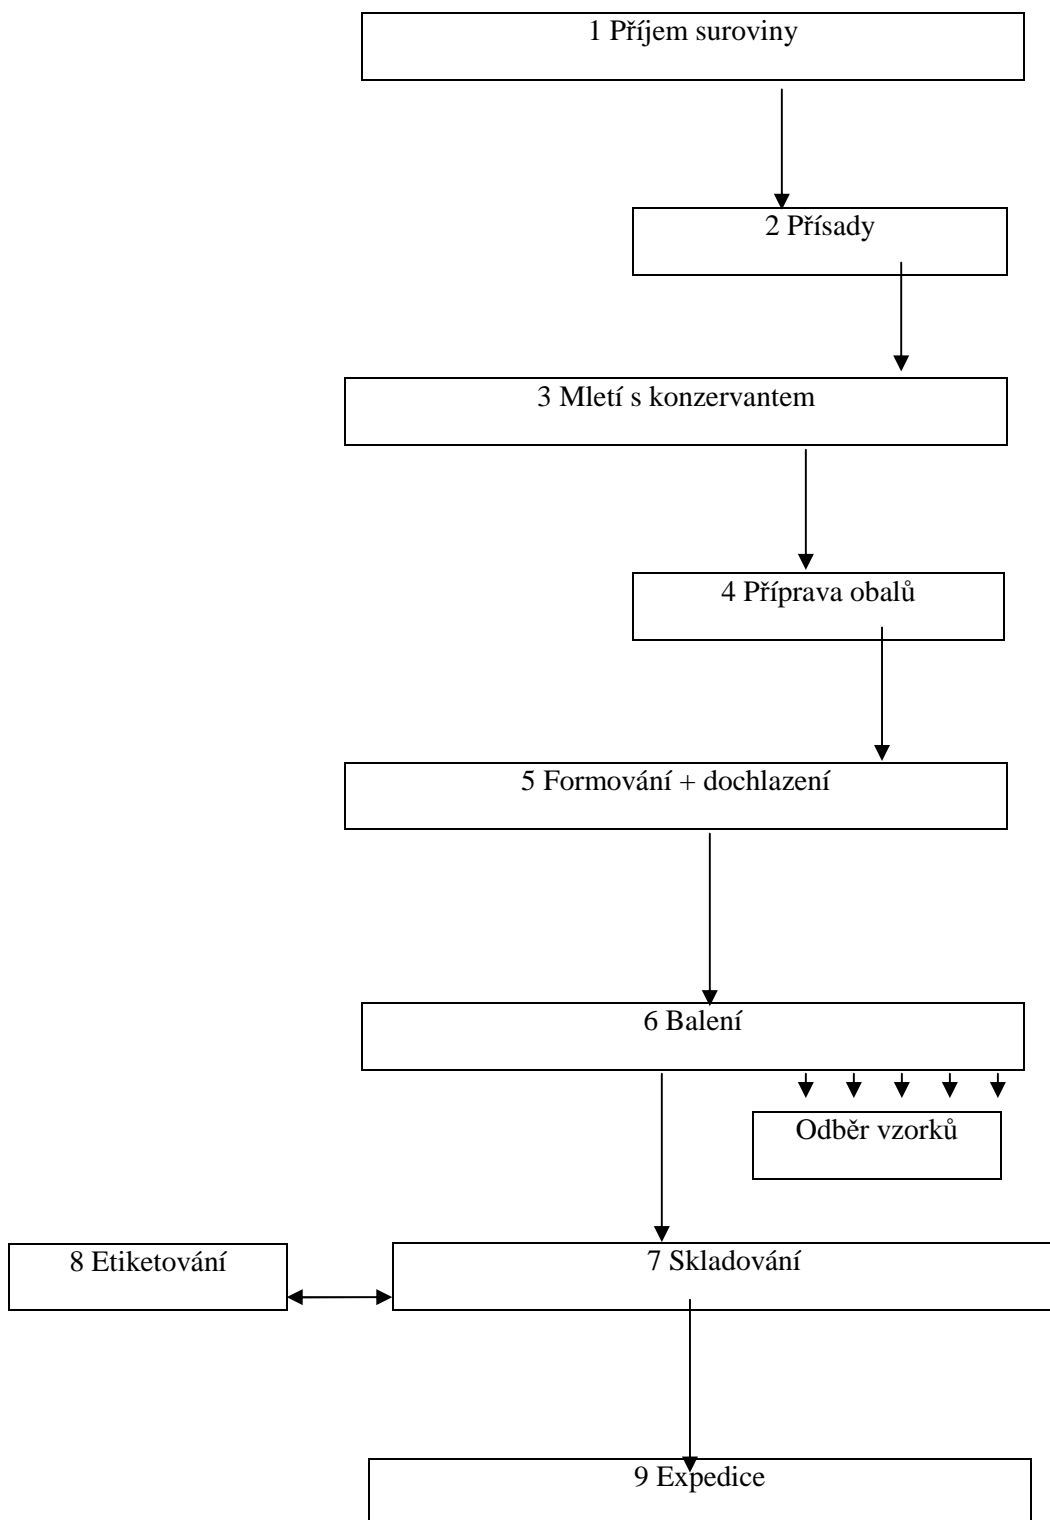 1 Příjem suroviny
2 Přísady
3 Mletí s konzervantem
4 Příprava obalů
5 Formování + dochlazení
6 Balení
Odběr vzorků
8 Etiketování
7 Skladování
9 Expedice